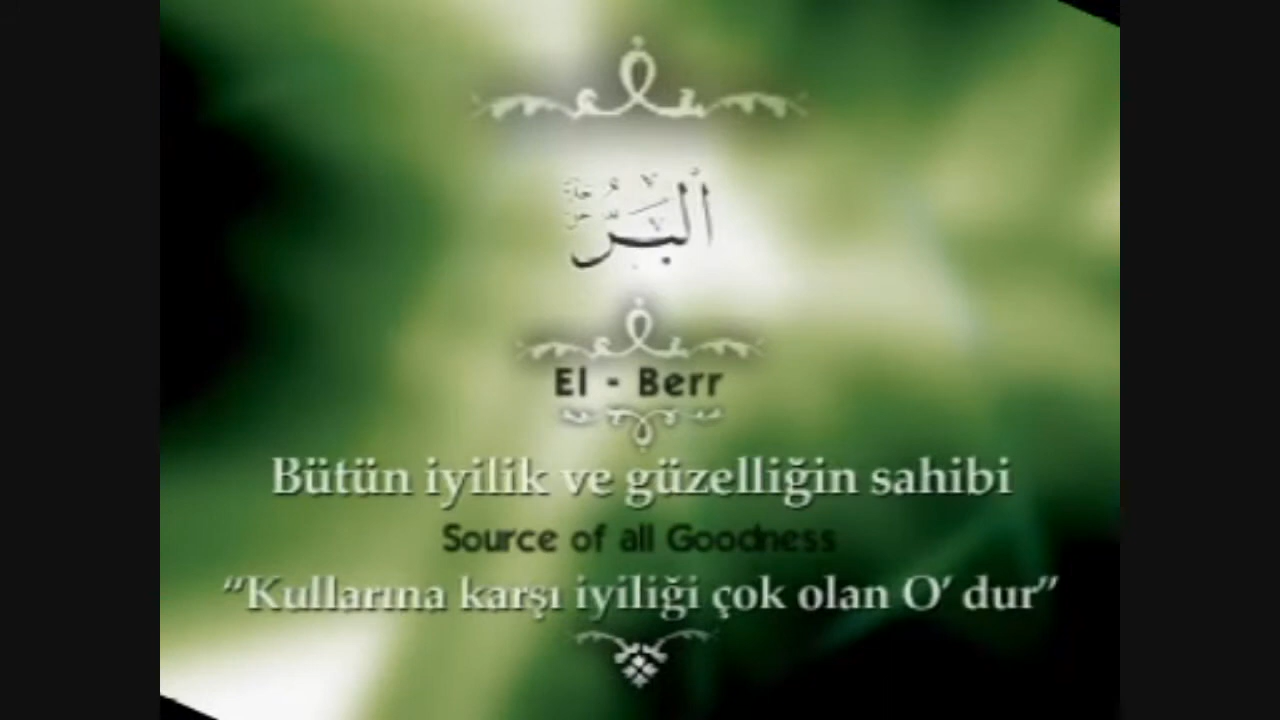 اَلْبَرُّ
El - Berr
Bütün iyilik ve güzelliğin sahibi
Source of all Goodness
“Kullarına karşı iyiliği çok olan O’ dur”